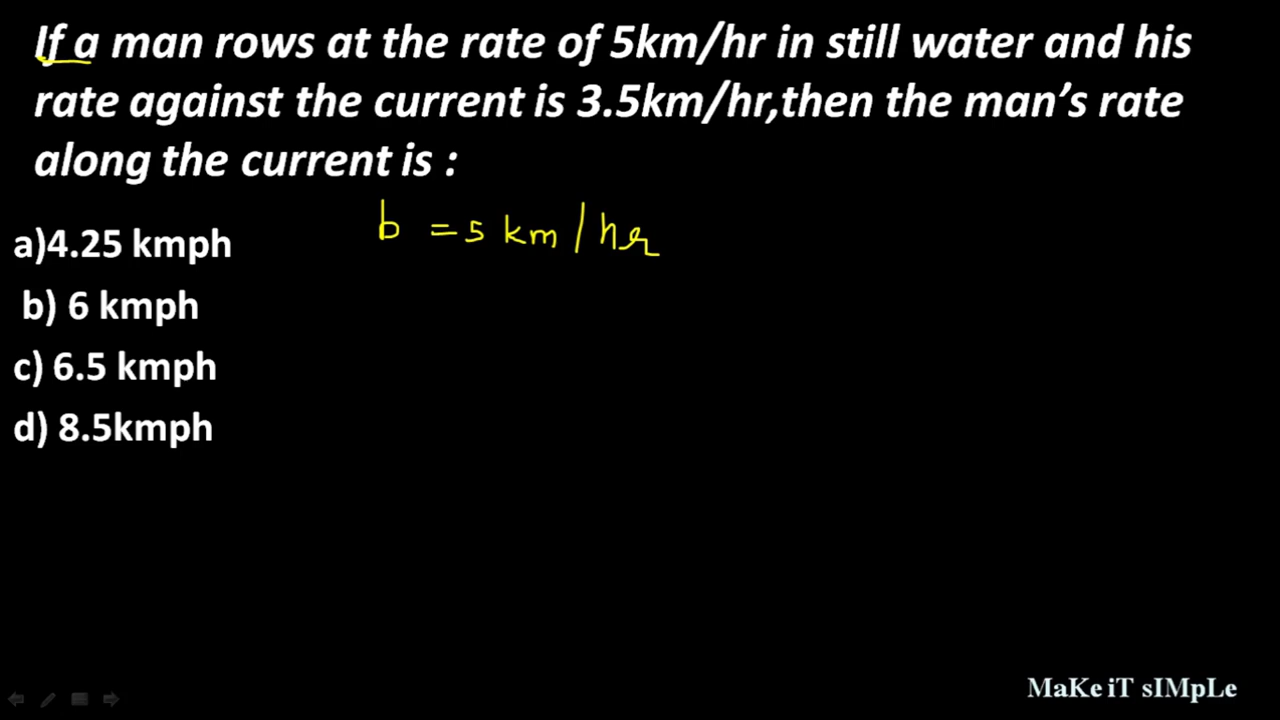 If a man rows at the rate of 5km/hr in still water and his
rate against the current is 3.5km/hr,then the man's rate
along the current is :
b = 5 km/hr
a)4.25 kmph
b) 6 kmph
c) 6.5 kmph
d) 8.5kmph
MaKe iT sIMpLe